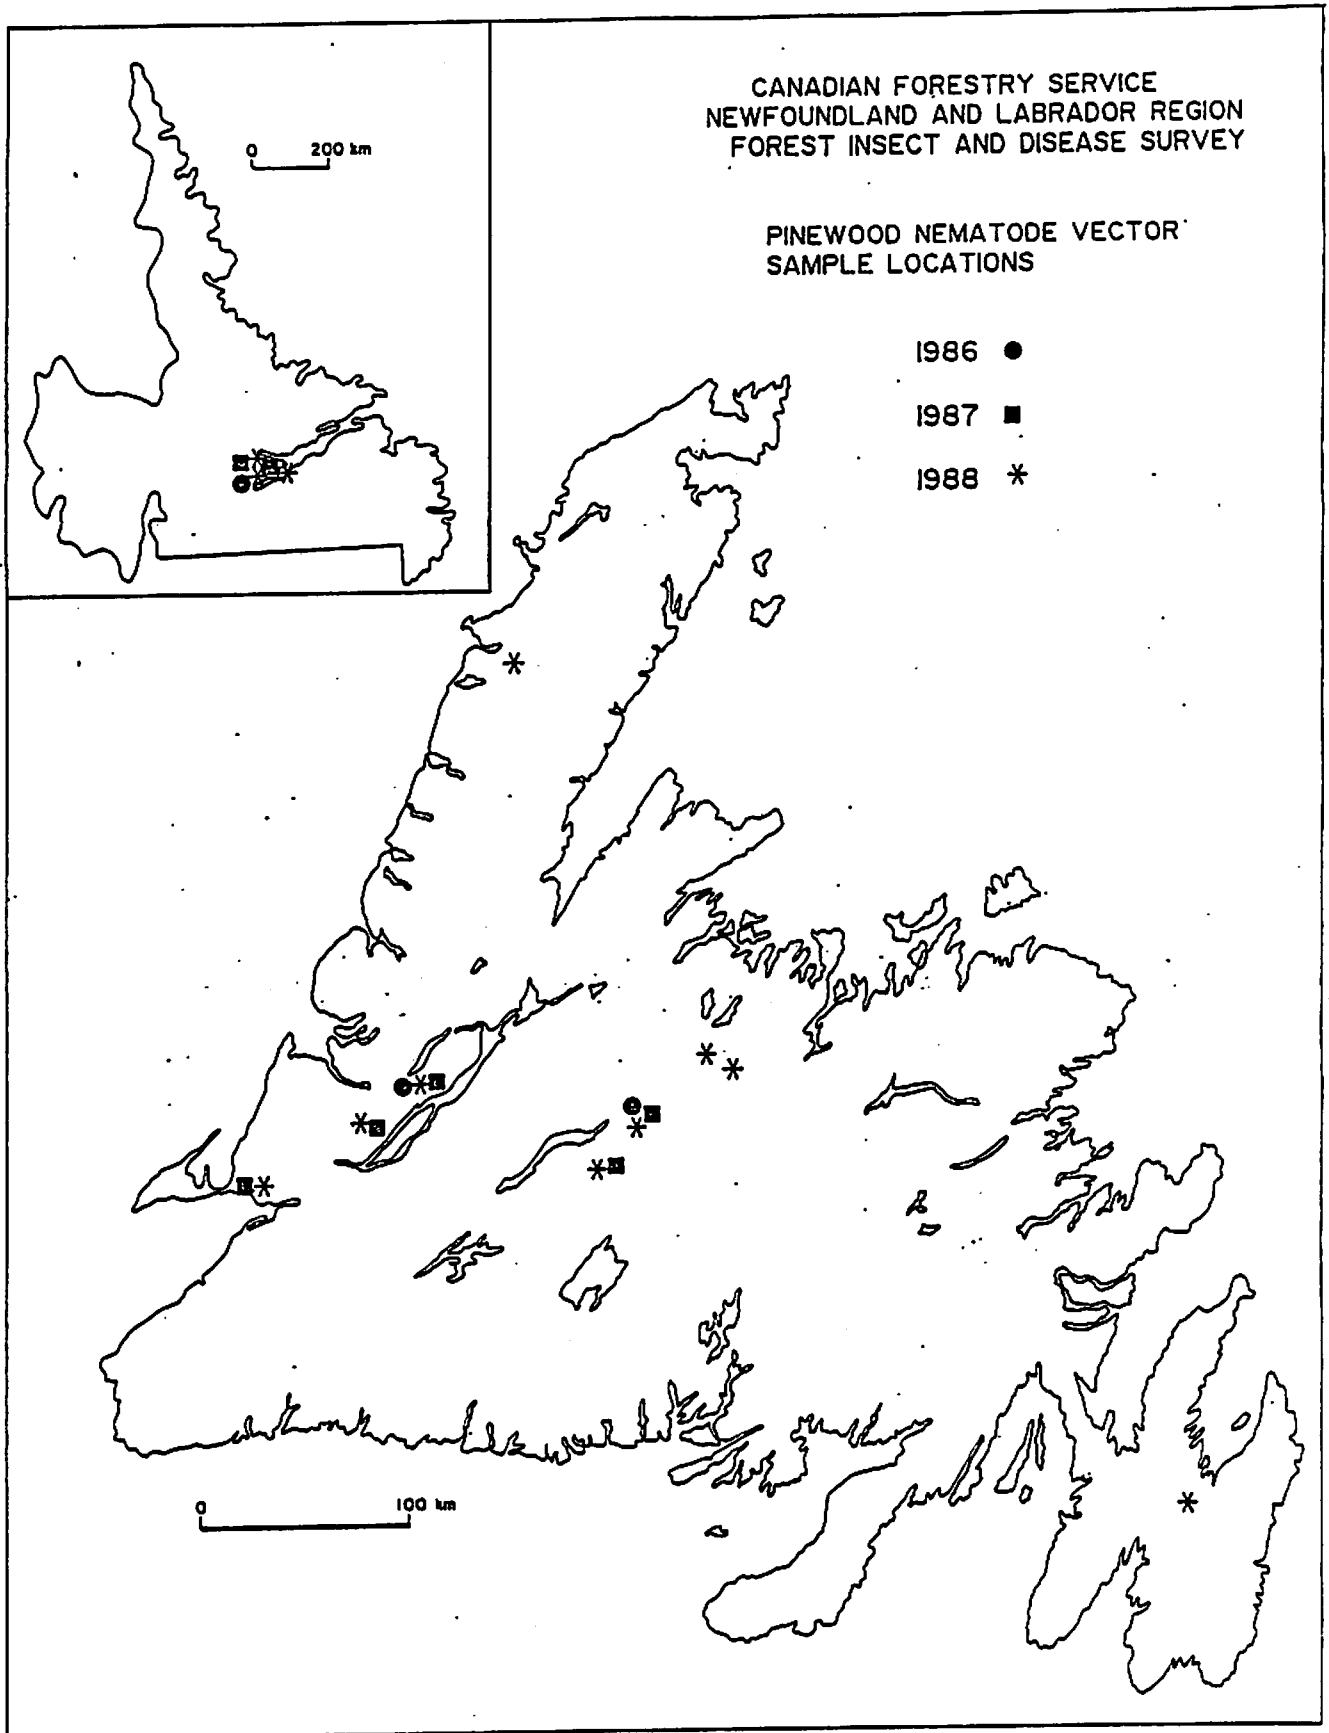 CANADIAN FORESTRY SERVICE
NEWFOUNDLAND AND LABRADOR REGION
FOREST INSECT AND DISEASE SURVEY
0 200 km
PINEWOOD NEMATODE VECTOR
SAMPLE LOCATIONS
1986
1987
1988
0 100 km